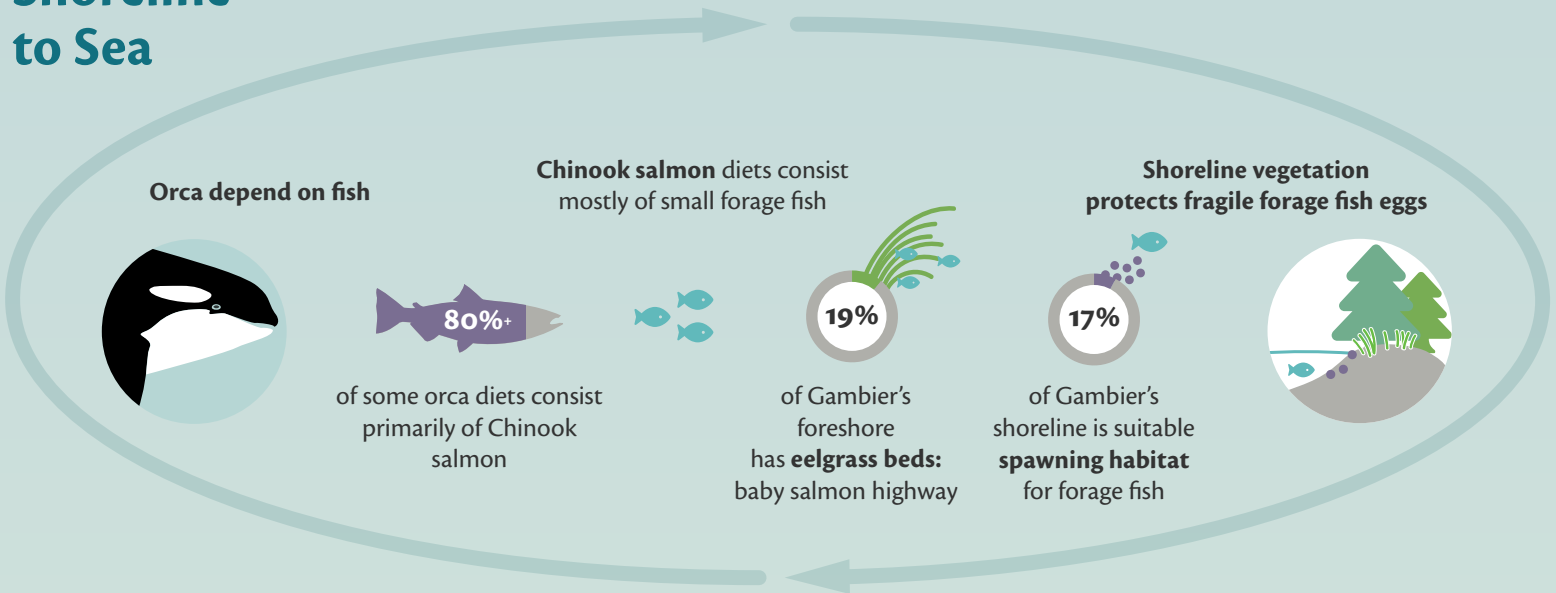 Shoreline
to Sea
Orca depend on fish
80%+
of some orca diets consist
primarily of Chinook
salmon
Chinook salmon diets consist
mostly of small forage fish
19%
of Gambier's
foreshore
has eelgrass beds:
baby salmon highway
17%
of Gambier's
shoreline is suitable
spawning habitat
for forage fish
Shoreline vegetation
protects fragile forage fish eggs